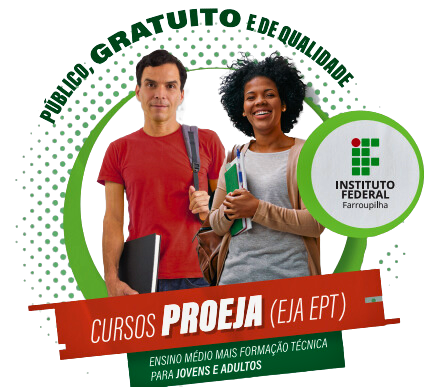 PÚBLICO, GRATUITO E DE QUALIDADE
INSTITUTO
FEDERAL
Farroupilha
CURSOS PROEJA (EJA EPT)
ENSINO MÉDIO MAIS FORMAÇÃO TÉCNICA
PARA JOVENS E ADULTOS